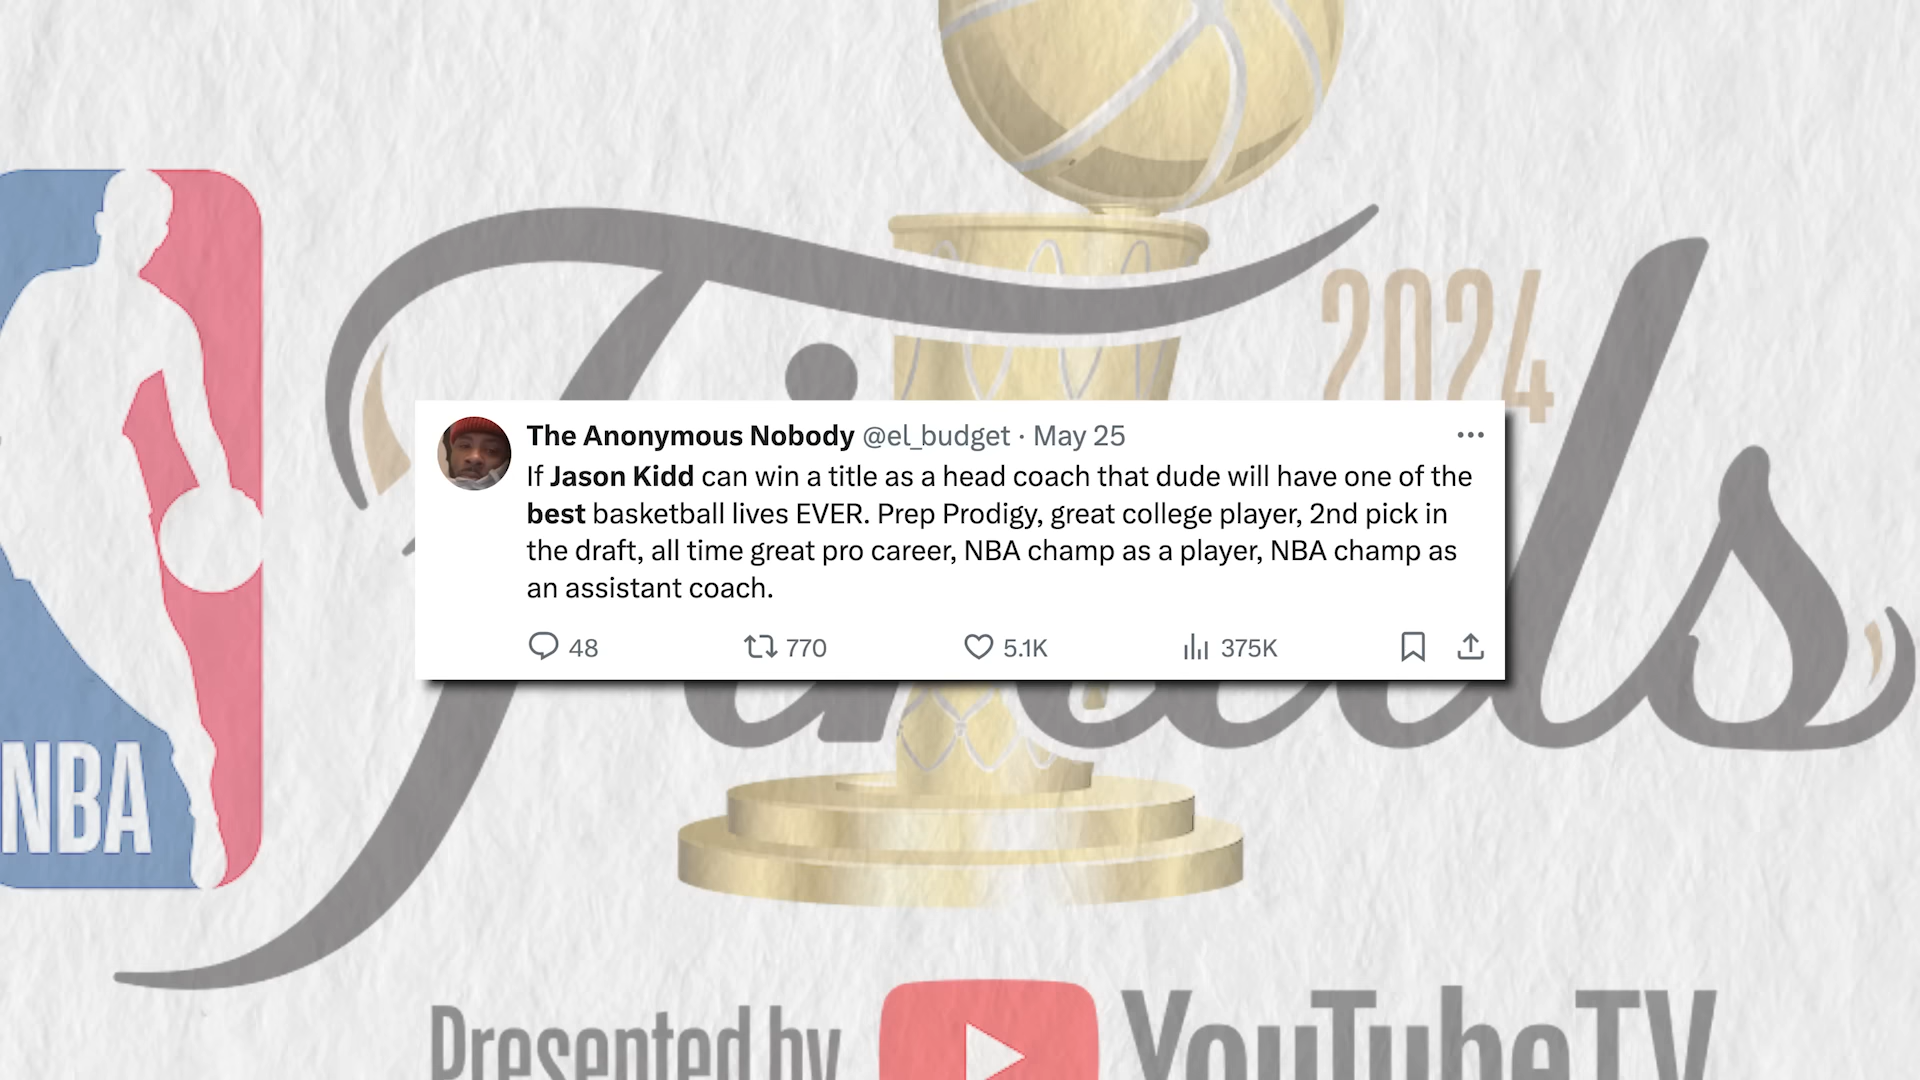 2024
The Anonymous Nobody @el_budget · May 25
If Jason Kidd can win a title as a head coach that dude will have one of the
best basketball lives EVER. Prep Prodigy, great college player, 2nd pick in
the draft, all time great pro career, NBA champ as a player, NBA champ as
an assistant coach.
48 770 5.1K 375K
NBA
Finals
Presented by YouTubeTV